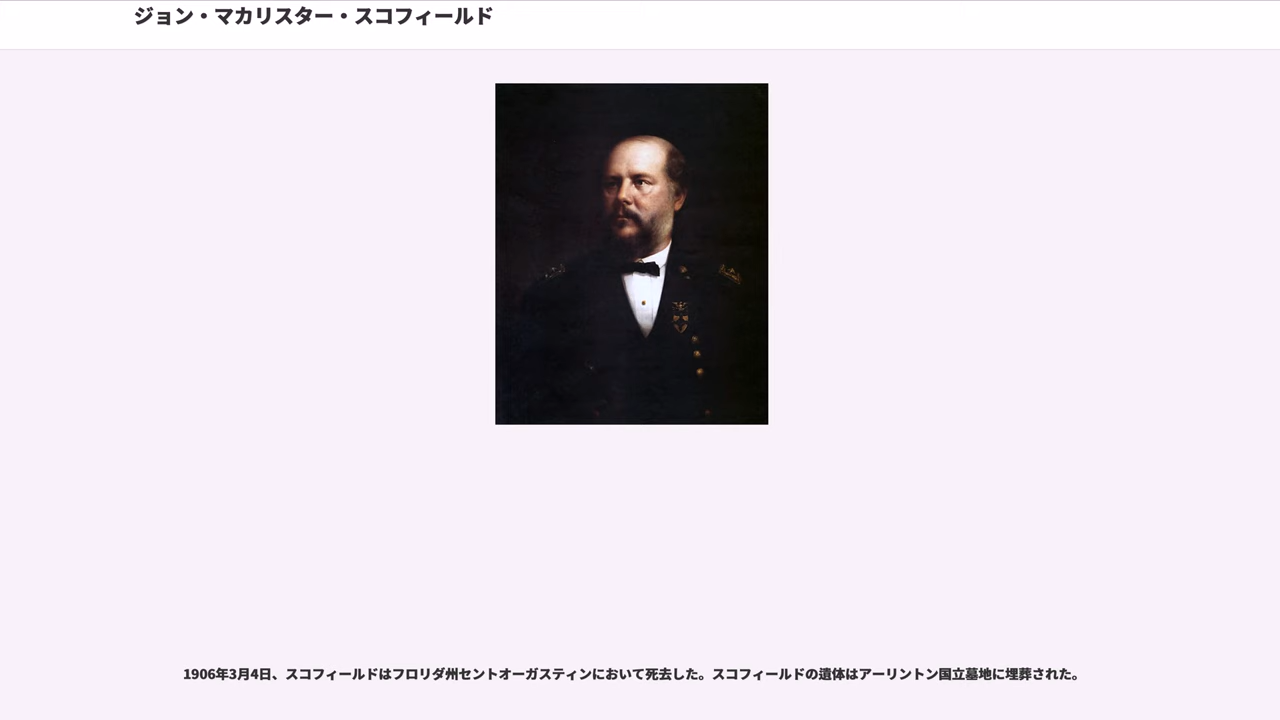 ジョン・マカリスター・スコフィールド
1906年3月4日、スコフィールドはフロリダ州セントオーガスティンにおいて死去した。スコフィールドの遺体はアーリントン国立墓地に埋葬された。